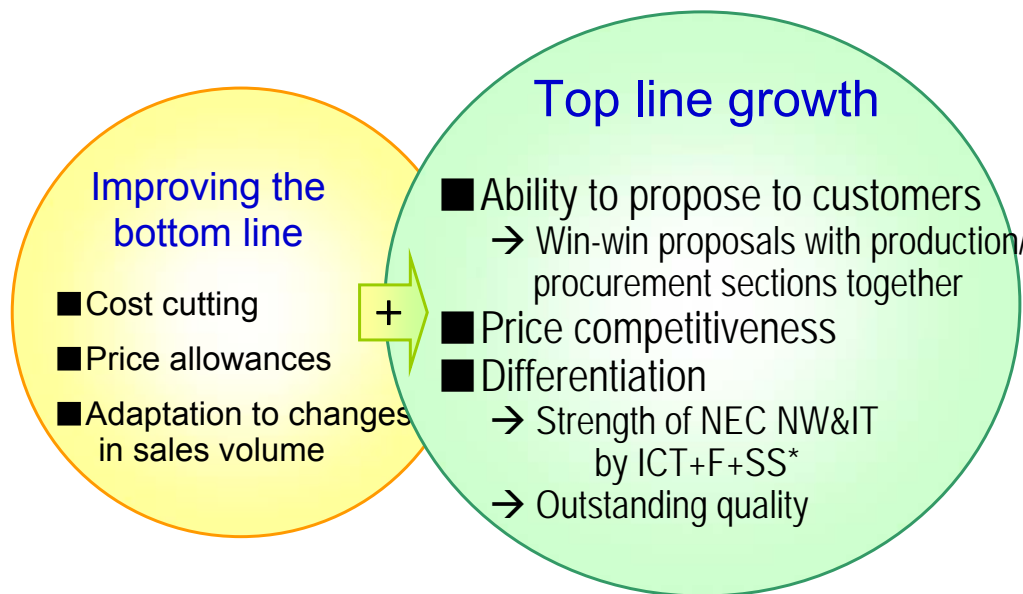 Improving the
bottom line
■Cost cutting
■Price allowances
■Adaptation to changes
in sales volume
+
Top line growth
■Ability to propose to customers
→ Win-win proposals with production/
procurement sections together
■Price competitiveness
■Differentiation
→ Strength of NEC NW&IT
by ICT+F+SS*
→ Outstanding quality